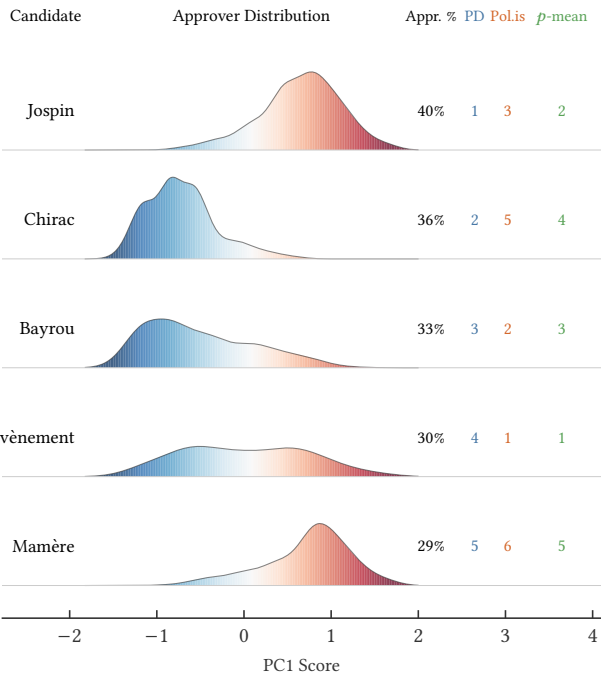 Candidate Approver Distribution Appr. % PD Pol.is p-mean
Jospin 40% 1 3 2
Chirac 36% 2 5 4
Bayrou 33% 3 2 3
vènement 30% 4 1 1
Mamère 29% 5 6 5
−2 −1 0 1 2 3 4
PC1 Score